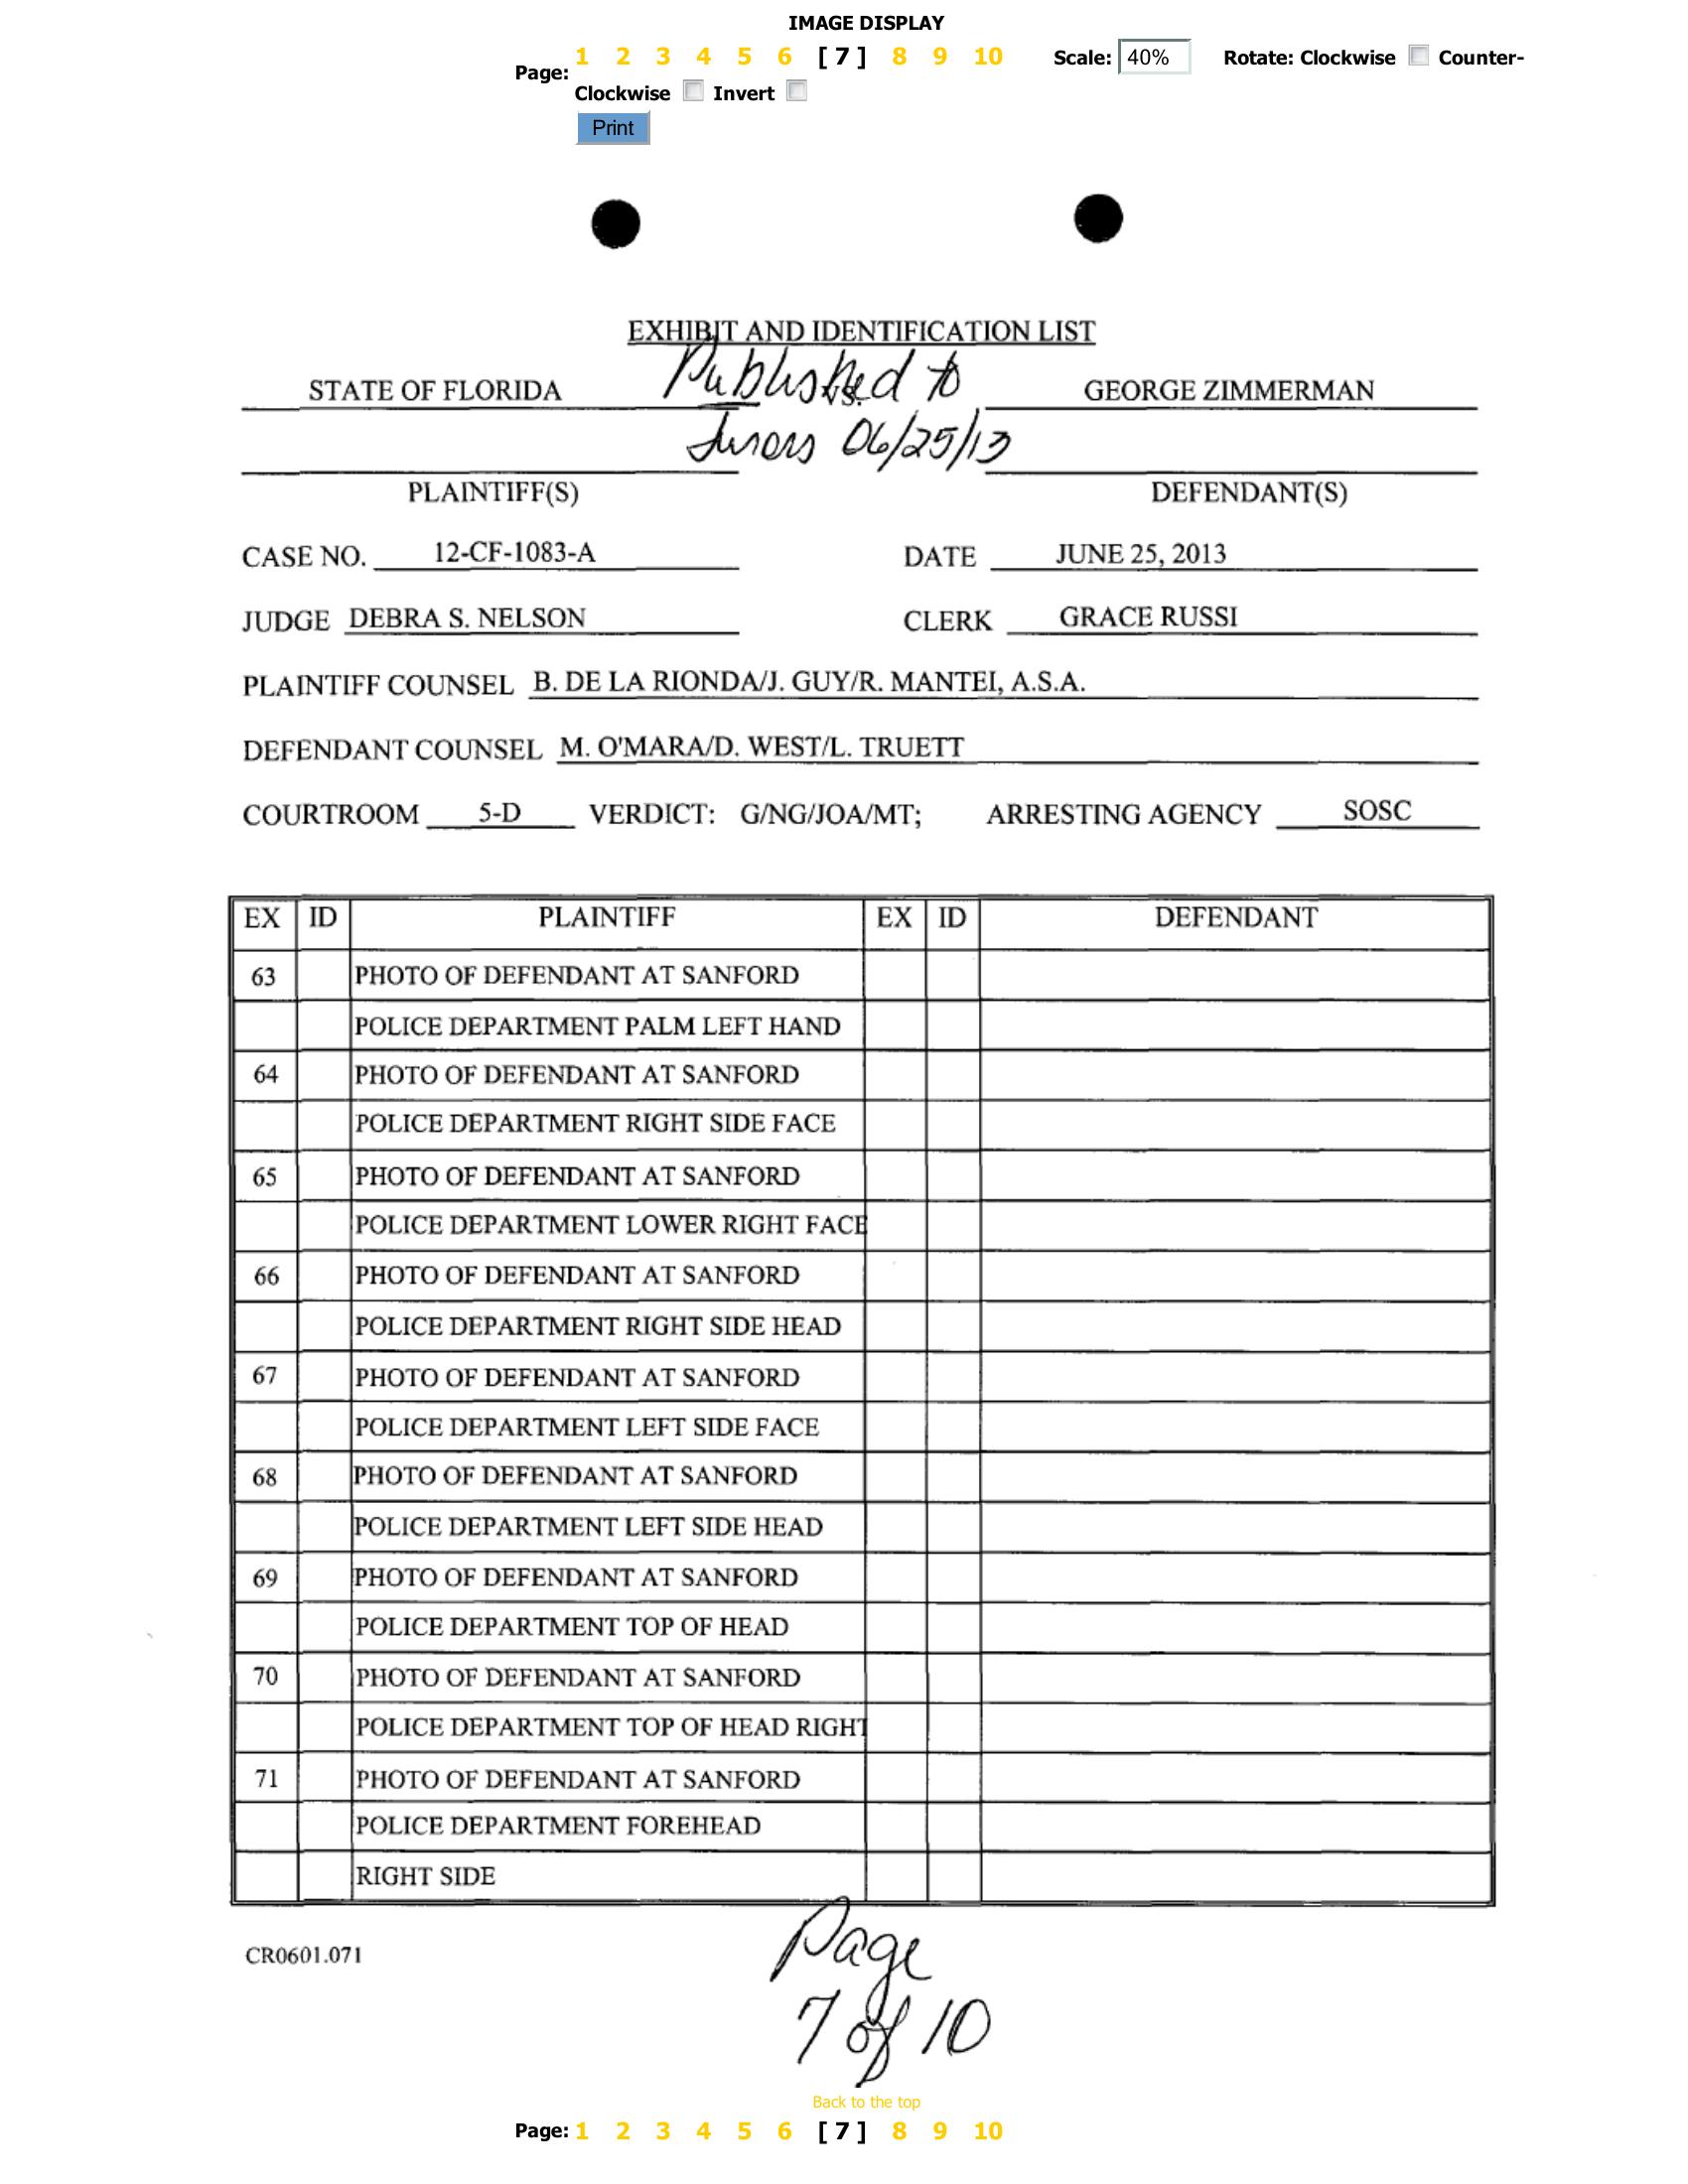 IMAGE DISPLAY
Page: 1 2 3 4 5 6 [ 7 ] 8 9 10 Scale: 40% Rotate: Clockwise Counter-
Clockwise Invert
Print
EXHIBIT AND IDENTIFICATION LIST
STATE OF FLORIDA Published to VS. GEORGE ZIMMERMAN
Jurors 06/25/13
PLAINTIFF(S) DEFENDANT(S)
CASE NO. 12-CF-1083-A DATE JUNE 25, 2013
JUDGE DEBRA S. NELSON CLERK GRACE RUSSI
PLAINTIFF COUNSEL B. DE LA RIONDA/J. GUY/R. MANTEI, A.S.A.
DEFENDANT COUNSEL M. O'MARA/D. WEST/L. TRUETT
COURTROOM 5-D VERDICT: G/NG/JOA/MT; ARRESTING AGENCY SOSC
EX ID PLAINTIFF EX ID DEFENDANT
63 PHOTO OF DEFENDANT AT SANFORD
POLICE DEPARTMENT PALM LEFT HAND
64 PHOTO OF DEFENDANT AT SANFORD
POLICE DEPARTMENT RIGHT SIDE FACE
65 PHOTO OF DEFENDANT AT SANFORD
POLICE DEPARTMENT LOWER RIGHT FACE
66 PHOTO OF DEFENDANT AT SANFORD
POLICE DEPARTMENT RIGHT SIDE HEAD
67 PHOTO OF DEFENDANT AT SANFORD
POLICE DEPARTMENT LEFT SIDE FACE
68 PHOTO OF DEFENDANT AT SANFORD
POLICE DEPARTMENT LEFT SIDE HEAD
69 PHOTO OF DEFENDANT AT SANFORD
POLICE DEPARTMENT TOP OF HEAD
70 PHOTO OF DEFENDANT AT SANFORD
POLICE DEPARTMENT TOP OF HEAD RIGHT
71 PHOTO OF DEFENDANT AT SANFORD
POLICE DEPARTMENT FOREHEAD
RIGHT SIDE
CR0601.071
Page
7 of 10
Back to the top
Page: 1 2 3 4 5 6 [ 7 ] 8 9 10